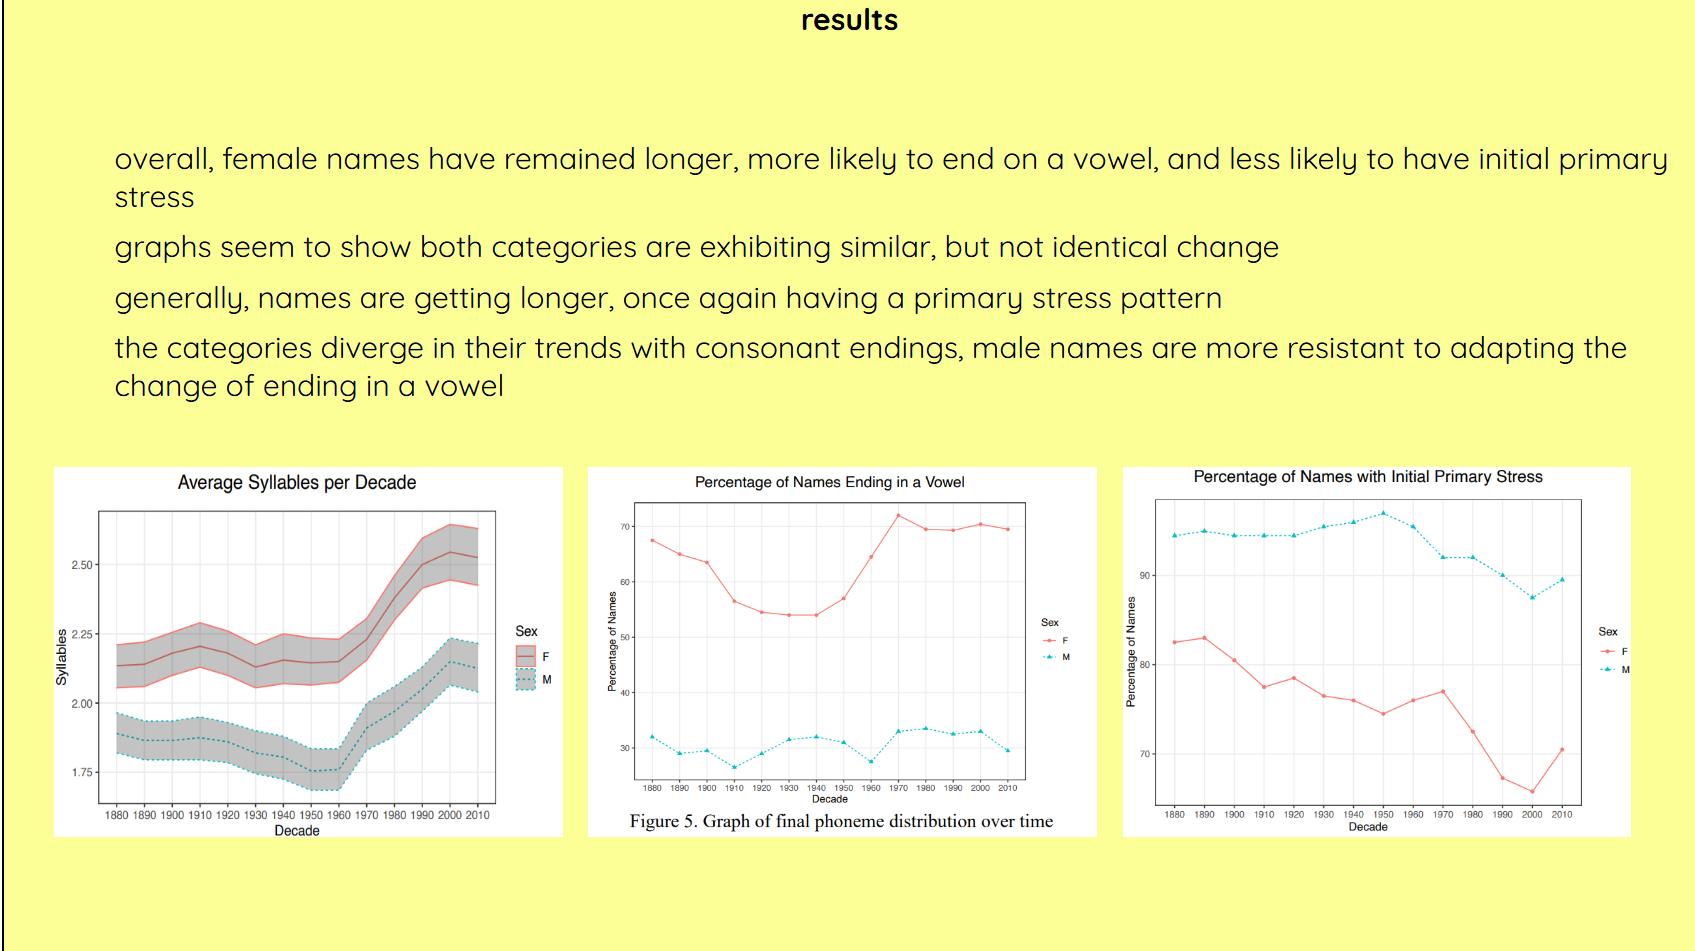 results
overall, female names have remained longer, more likely to end on a vowel, and less likely to have initial primary
stress
graphs seem to show both categories are exhibiting similar, but not identical change
generally, names are getting longer, once again having a primary stress pattern
the categories diverge in their trends with consonant endings, male names are more resistant to adapting the
change of ending in a vowel
Average Syllables per Decade
Syllables
2.50
2.25
2.00
1.75
1880 1890 1900 1910 1920 1930 1940 1950 1960 1970 1980 1990 2000 2010
Decade
Sex
F
M
Percentage of Names Ending in a Vowel
Percentage of Names
70
60
50
40
30
1880 1890 1900 1910 1920 1930 1940 1950 1960 1970 1980 1990 2000 2010
Decade
Sex
F
M
Figure 5. Graph of final phoneme distribution over time
Percentage of Names with Initial Primary Stress
Percentage of Names
90
80
70
1880 1890 1900 1910 1920 1930 1940 1950 1960 1970 1980 1990 2000 2010
Decade
Sex
F
M